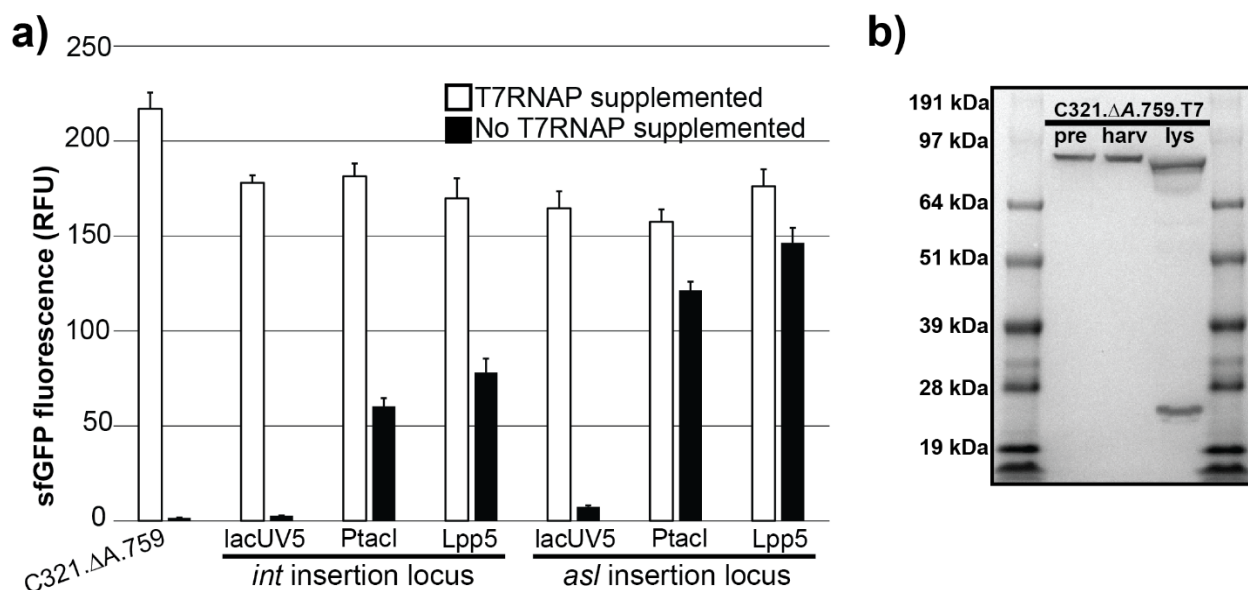 a)
250
200
150
100
50
0
sfGFP fluorescence (RFU)
T7RNAP supplemented
No T7RNAP supplemented
C321.ΔA.759
lacUV5 PtacI Lpp5 lacUV5 PtacI Lpp5
int insertion locus asl insertion locus
b)
C321.ΔA.759.T7
pre harv lys
191 kDa
97 kDa
64 kDa
51 kDa
39 kDa
28 kDa
19 kDa